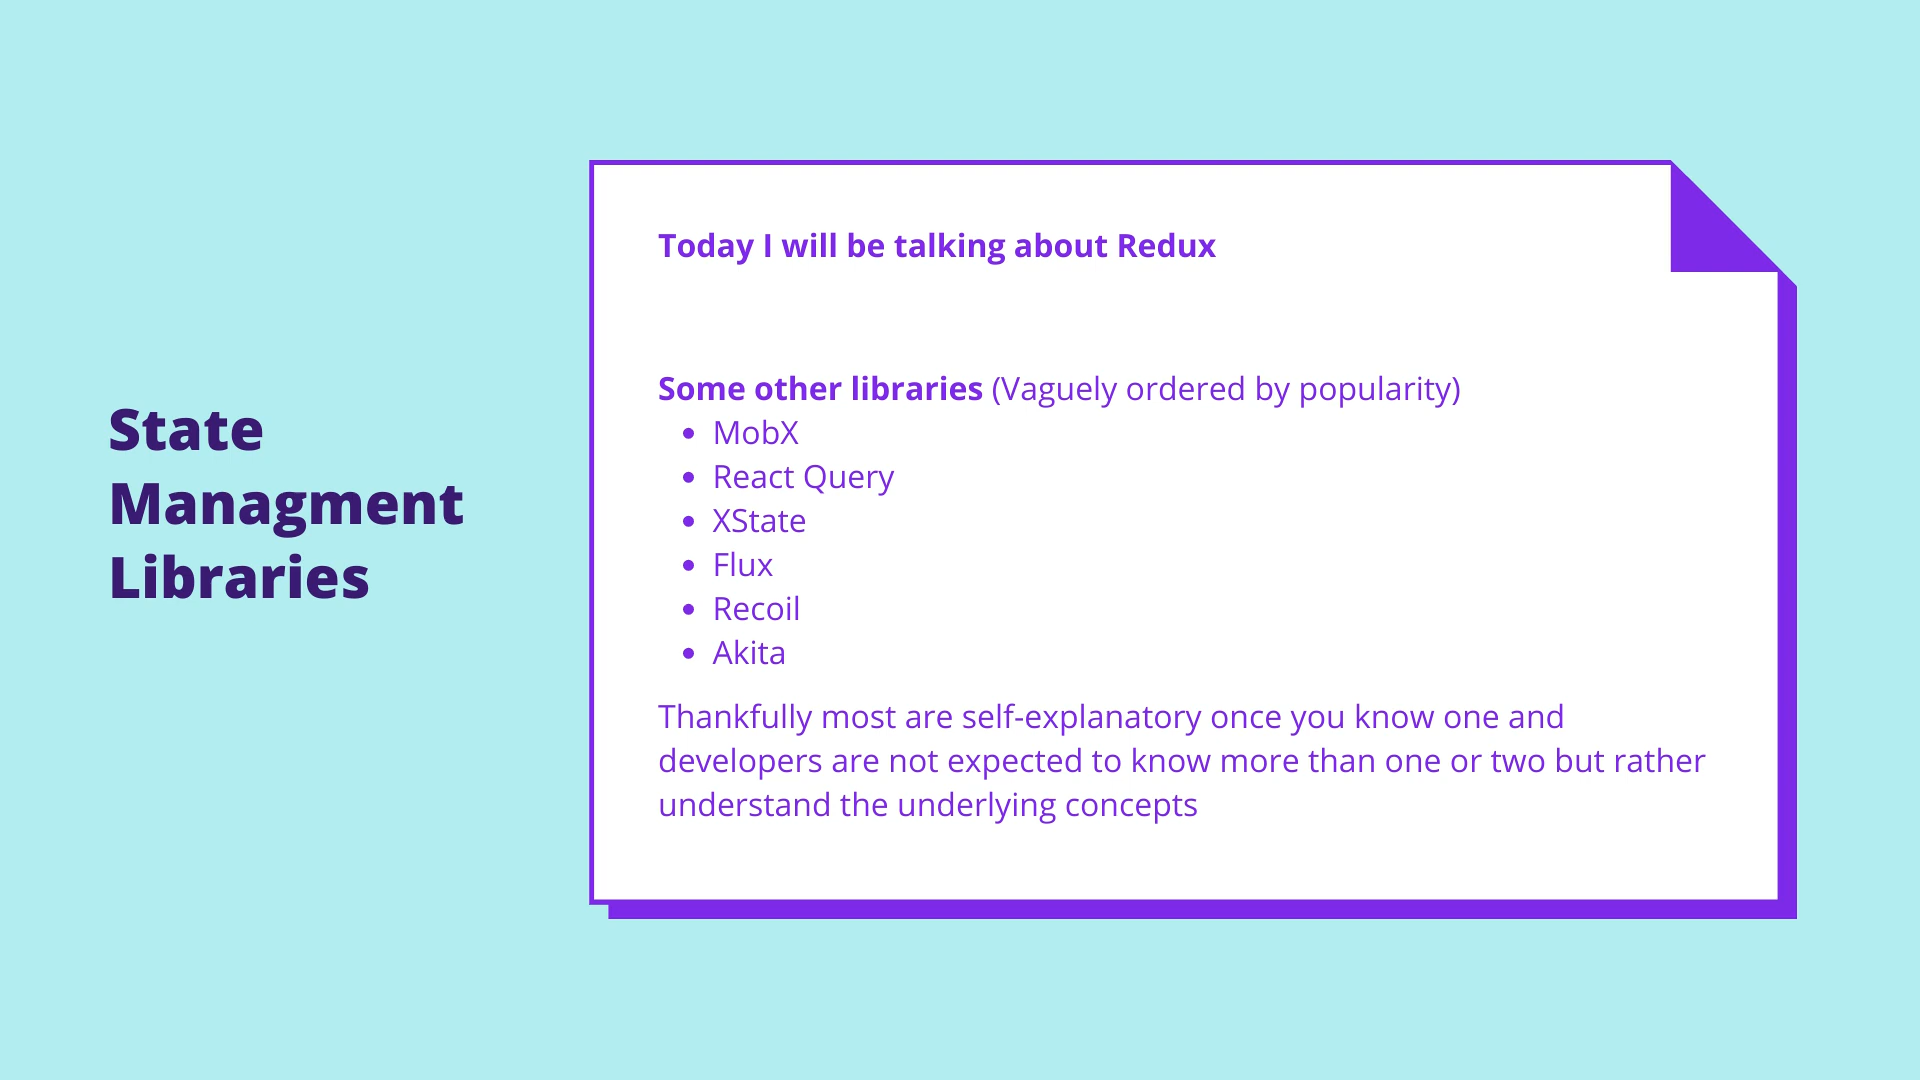 State
Managment
Libraries
Today I will be talking about Redux
Some other libraries (Vaguely ordered by popularity)
• MobX
• React Query
• XState
• Flux
• Recoil
• Akita
Thankfully most are self-explanatory once you know one and
developers are not expected to know more than one or two but rather
understand the underlying concepts